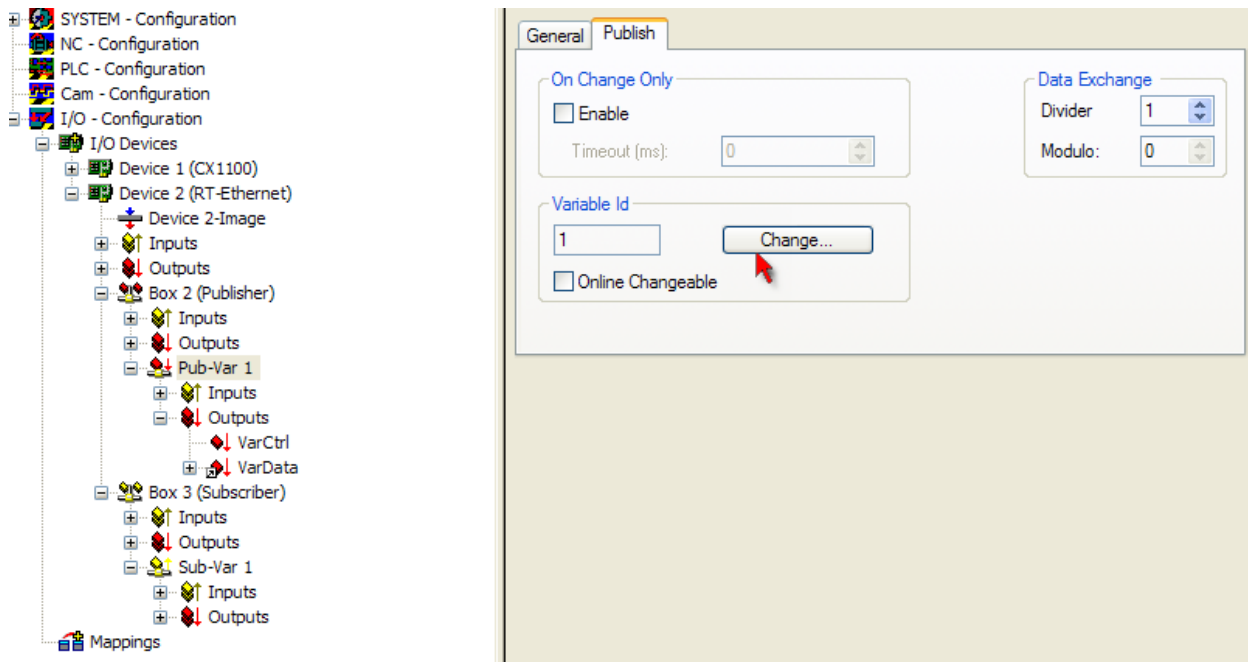 SYSTEM - Configuration
NC - Configuration
PLC - Configuration
Cam - Configuration
I/O - Configuration
I/O Devices
Device 1 (CX1100)
Device 2 (RT-Ethernet)
Device 2-Image
Inputs
Outputs
Box 2 (Publisher)
Inputs
Outputs
Pub-Var 1
Inputs
Outputs
VarCtrl
VarData
Box 3 (Subscriber)
Inputs
Outputs
Sub-Var 1
Inputs
Outputs
Mappings
General Publish
On Change Only
Enable
Timeout (ms): 0
Data Exchange
Divider 1
Modulo: 0
Variable Id
1 Change...
Online Changeable